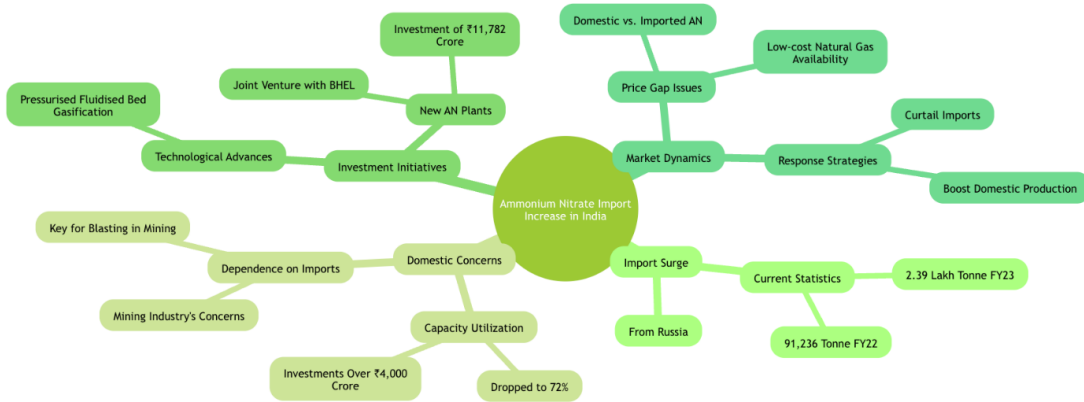 Ammonium Nitrate Import
Increase in India
Investment Initiatives
New AN Plants
Investment of ₹11,782
Crore
Joint Venture with BHEL
Technological Advances
Pressurised Fluidised Bed
Gasification
Market Dynamics
Price Gap Issues
Domestic vs. Imported AN
Low-cost Natural Gas
Availability
Response Strategies
Curtail Imports
Boost Domestic Production
Domestic Concerns
Dependence on Imports
Key for Blasting in Mining
Mining Industry's Concerns
Capacity Utilization
Investments Over ₹4,000
Crore
Dropped to 72%
Import Surge
From Russia
Current Statistics
2.39 Lakh Tonne FY23
91,236 Tonne FY22